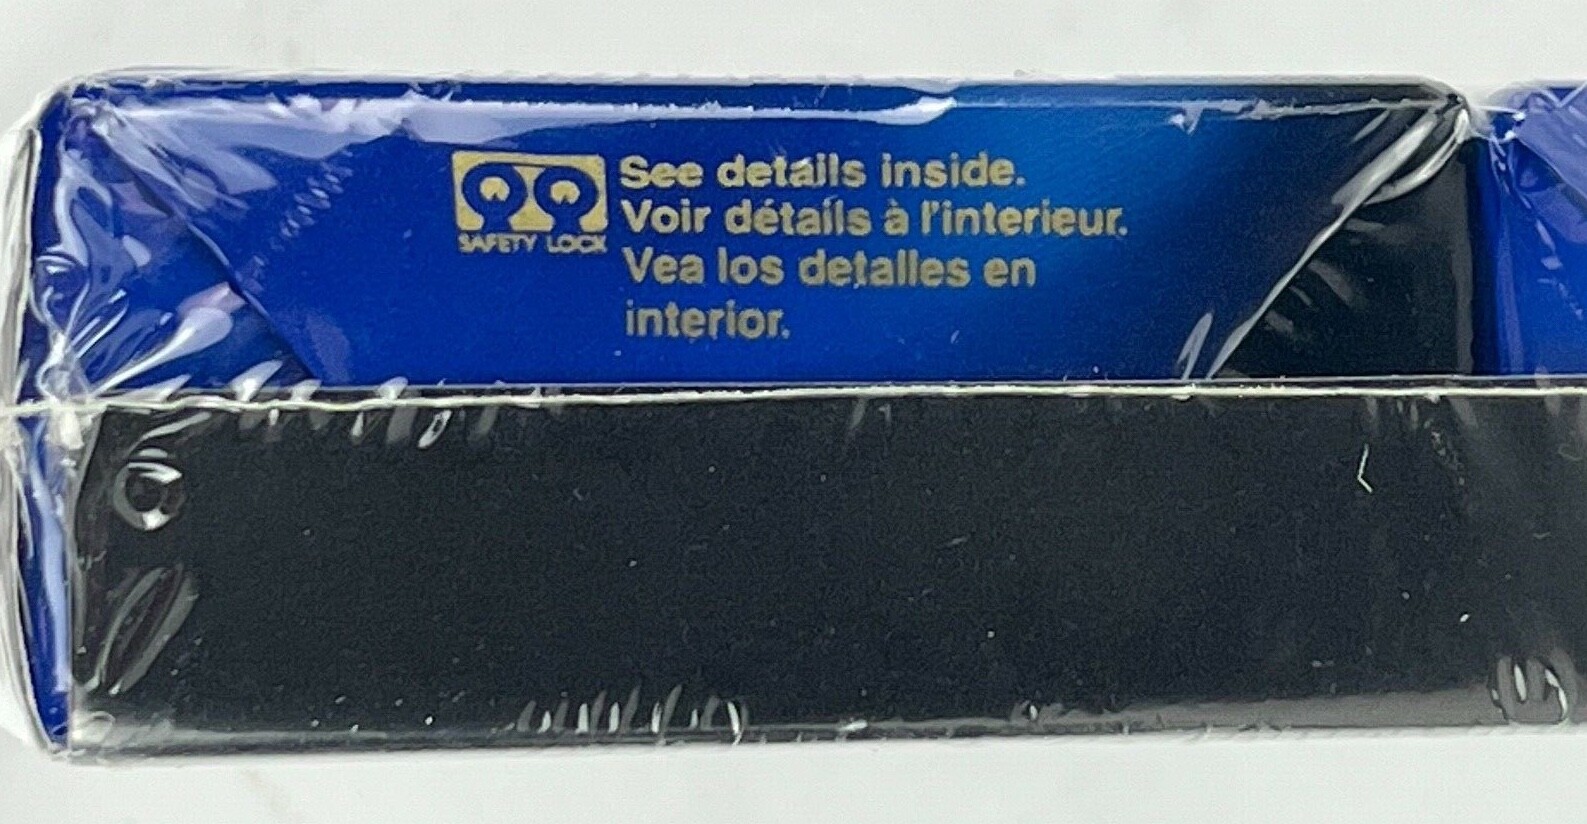 See details inside.
Voir détails à l'interieur.
SAFETY LOCK
Vea los detalles en
interior.